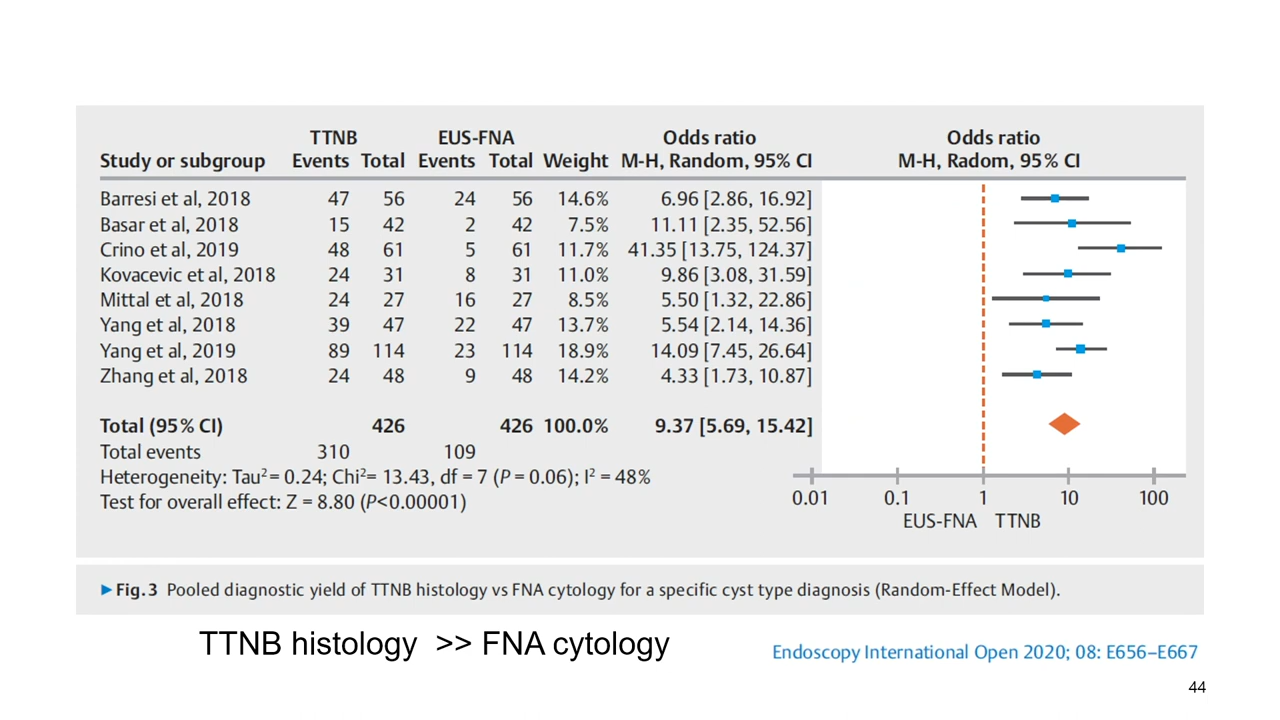 TTNB EUS-FNA Odds ratio Odds ratio
Study or subgroup Events Total Events Total Weight M-H, Random, 95% CI M-H, Radom, 95% CI
Barresi et al, 2018 47 56 24 56 14.6% 6.96 [2.86, 16.92]
Basar et al, 2018 15 42 2 42 7.5% 11.11 [2.35, 52.56]
Crino et al, 2019 48 61 5 61 11.7% 41.35 [13.75, 124.37]
Kovacevic et al, 2018 24 31 8 31 11.0% 9.86 [3.08, 31.59]
Mittal et al, 2018 24 27 16 27 8.5% 5.50 [1.32, 22.86]
Yang et al, 2018 39 47 22 47 13.7% 5.54 [2.14, 14.36]
Yang et al, 2019 89 114 23 114 18.9% 14.09 [7.45, 26.64]
Zhang et al, 2018 24 48 9 48 14.2% 4.33 [1.73, 10.87]
Total (95% CI) 426 426 100.0% 9.37 [5.69, 15.42]
Total events 310 109
Heterogeneity: Tau²= 0.24; Chi²= 13.43, df = 7 (P = 0.06); I² = 48%
Test for overall effect: Z = 8.80 (P<0.00001)
0.01 0.1 1 10 100
EUS-FNA TTNB
▶Fig. 3 Pooled diagnostic yield of TTNB histology vs FNA cytology for a specific cyst type diagnosis (Random-Effect Model).
TTNB histology >> FNA cytology
Endoscopy International Open 2020; 08: E656–E667
44